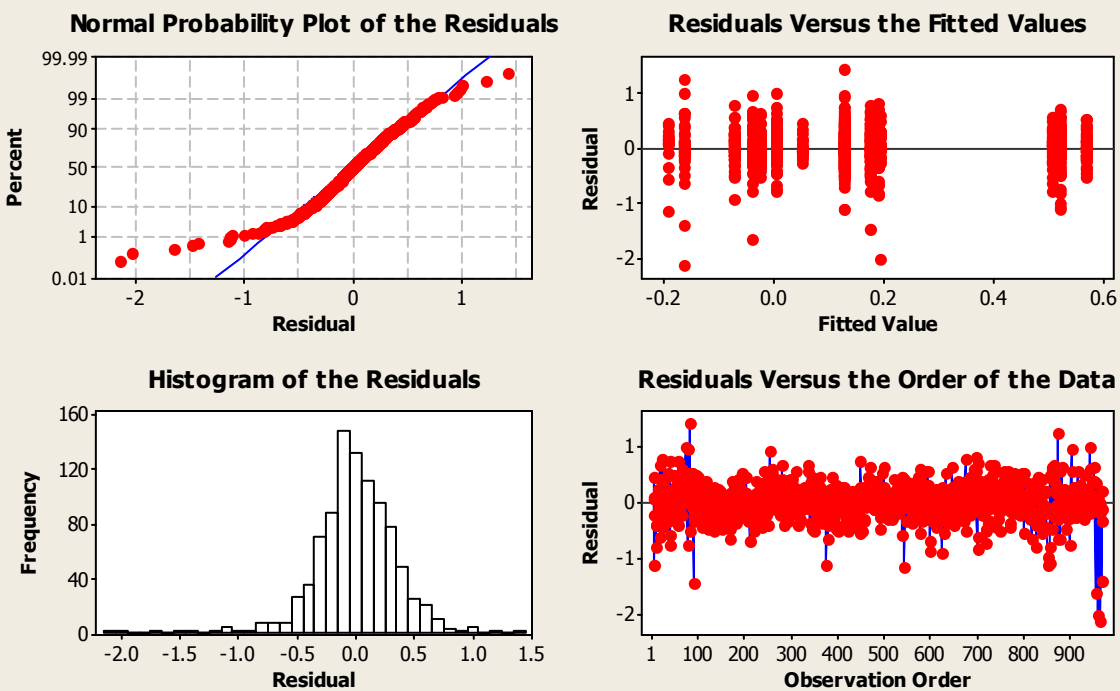 Normal Probability Plot of the Residuals
99.99
99
90
50
10
1
0.01
Percent
-2 -1 0 1
Residual
Residuals Versus the Fitted Values
1
0
-1
-2
Residual
-0.2 0.0 0.2 0.4 0.6
Fitted Value
Histogram of the Residuals
160
120
80
40
0
Frequency
-2.0 -1.5 -1.0 -0.5 0.0 0.5 1.0 1.5
Residual
Residuals Versus the Order of the Data
1
0
-1
-2
Residual
1 100 200 300 400 500 600 700 800 900
Observation Order